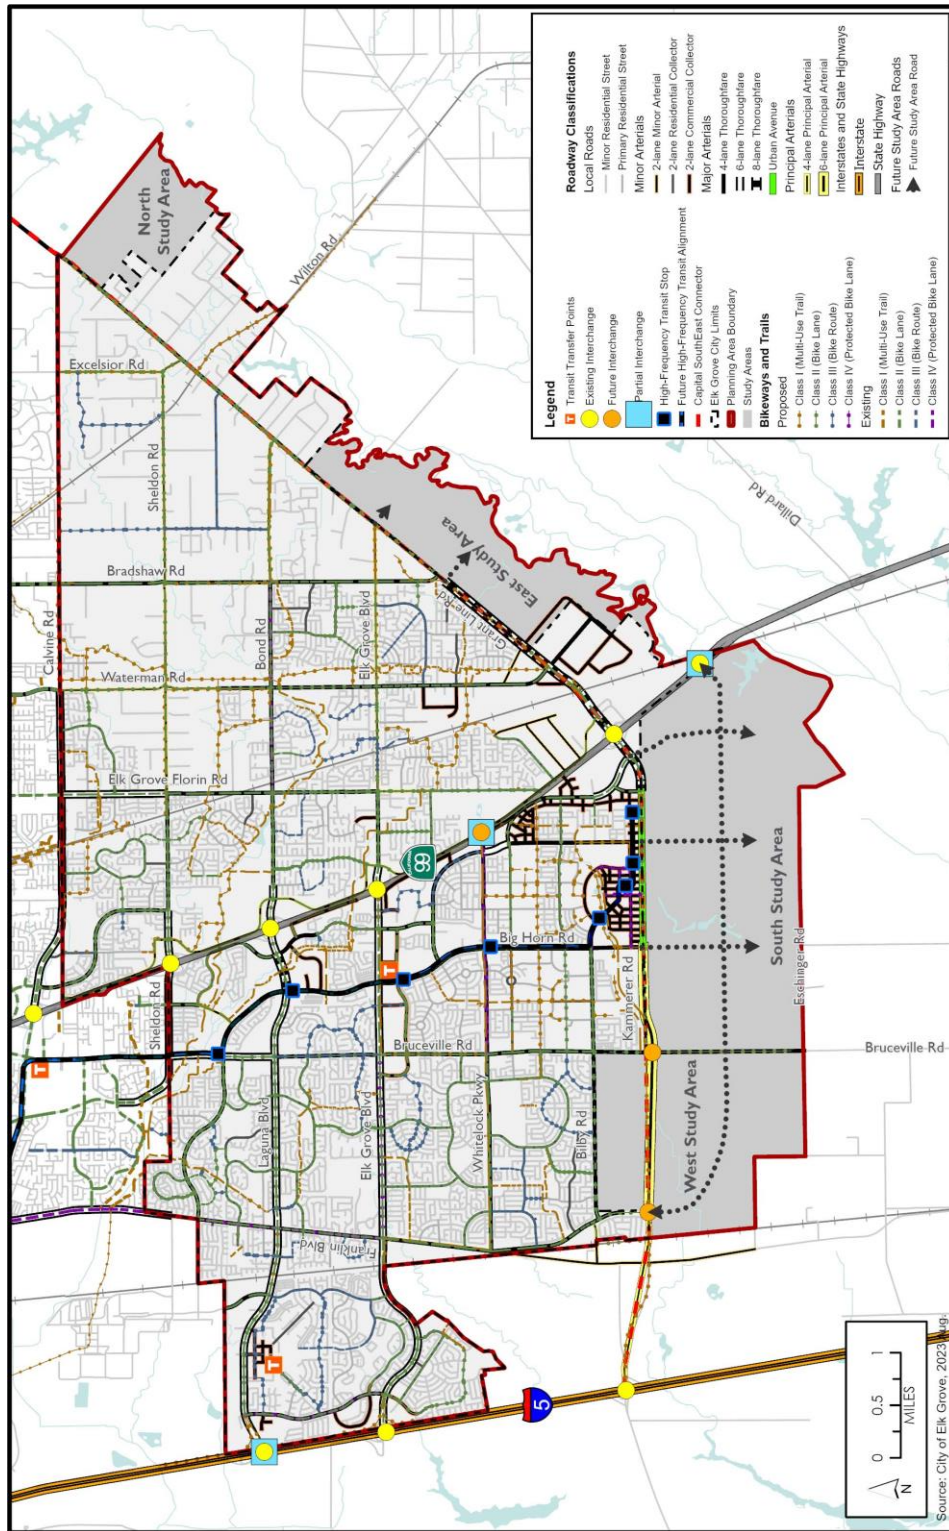 North
Study Area
Wilton Rd
Excelsior Rd
Sheldon Rd
Calvine Rd
Bradshaw Rd
Bond Rd
Elk Grove Blvd
Grant Line Rd
East Study Area
Waterman Rd
Dillard Rd
Elk Grove Florin Rd
CALIFORNIA
99
Big Horn Rd
Kammerer Rd
South Study Area
Eschinger Rd
Sheldon Rd
Bruceville Rd
Bruceville Rd
Laguna Blvd
Elk Grove Blvd
Whitelock Pkwy
Bilby Rd
West Study Area
Franklin Blvd
T
T
T
5
Legend
T Transit Transfer Points
Existing Interchange
Future Interchange
Partial Interchange
High-Frequency Transit Stop
Future High-Frequency Transit Alignment
Capital SouthEast Connector
Elk Grove City Limits
Planning Area Boundary
Study Areas
Bikeways and Trails
Proposed
Class I (Multi-Use Trail)
Class II (Bike Lane)
Class III (Bike Route)
Class IV (Protected Bike Lane)
Existing
Class I (Multi-Use Trail)
Class II (Bike Lane)
Class III (Bike Route)
Class IV (Protected Bike Lane)
Roadway Classifications
Local Roads
Minor Residential Street
Primary Residential Street
Minor Arterials
2-lane Minor Arterial
2-lane Residential Collector
2-lane Commercial Collector
Major Arterials
4-lane Thoroughfare
6-lane Thoroughfare
8-lane Thoroughfare
Urban Avenue
Principal Arterials
4-lane Principal Arterial
6-lane Principal Arterial
Interstates and State Highways
Interstate
State Highway
Future Study Area Roads
Future Study Area Road
N
0 0.5 1
MILES
Source: City of Elk Grove, 2023